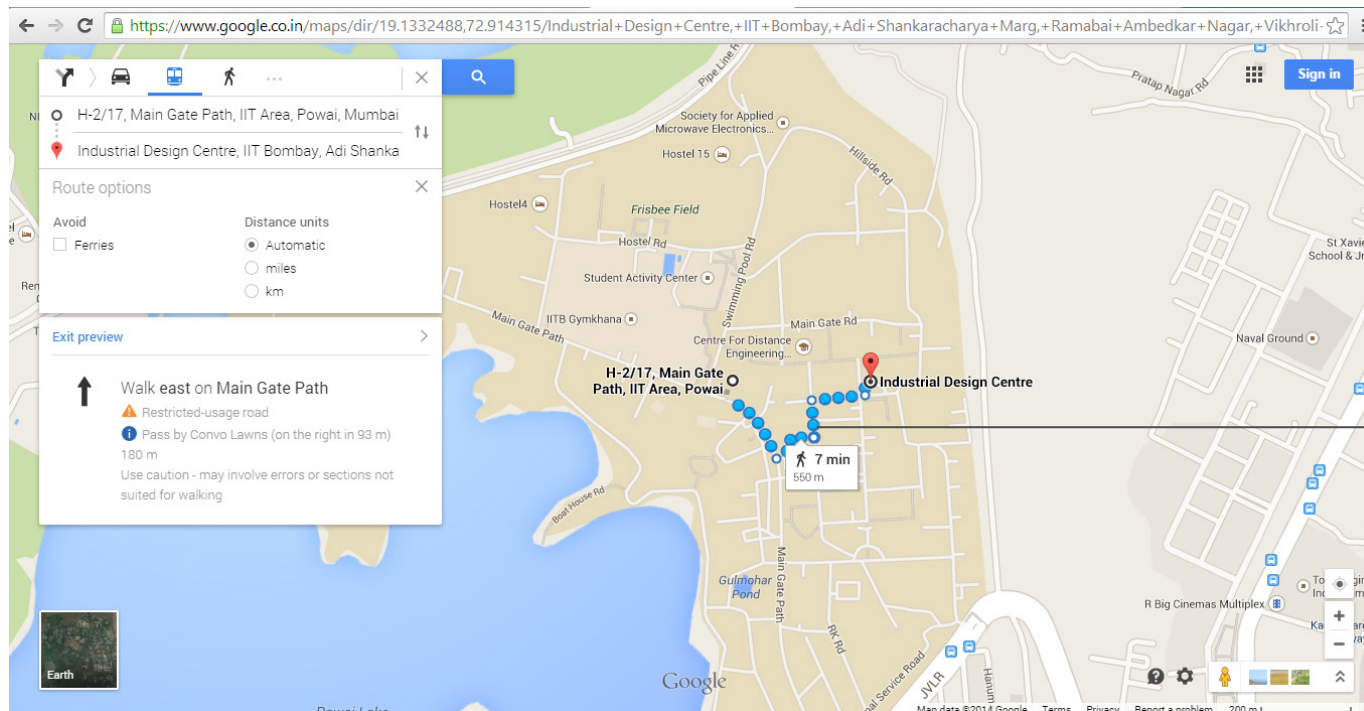 https://www.google.co.in/maps/dir/19.1332488,72.914315/Industrial+Design+Centre,+IIT+Bombay,+Adi+Shankaracharya+Marg,+Ramabai+Ambedkar+Nagar,+Vikhroli-
Sign in
H-2/17, Main Gate Path, IIT Area, Powai, Mumbai
Industrial Design Centre, IIT Bombay, Adi Shanka
Route options
Avoid
Distance units
Ferries
Automatic
miles
km
Exit preview
Walk east on Main Gate Path
Restricted-usage road
Pass by Convo Lawns (on the right in 93 m)
180 m
Use caution - may involve errors or sections not
suited for walking
Earth
Pipe Line R
Pratap Nagar Rd
Society for Applied
Microwave Electronics...
Hostel 15
Hillside Rd
Hostel4
Frisbee Field
Hostel Rd
Swimming Pool Rd
Student Activity Center
St Xavie
School & Jr
IITB Gymkhana
Main Gate Path
Main Gate Rd
Centre For Distance
Engineering...
Naval Ground
H-2/17, Main Gate
Path, IIT Area, Powai
Industrial Design Centre
7 min
550 m
Boat House Rd
Main Gate Path
Gulmohar
Pond
RK Rd
R Big Cinemas Multiplex
Google
nal Service Road
JVLR
Hanum
Powai Lake
Map data ©2014 Google
Terms
Privacy
Report a problem
200 m